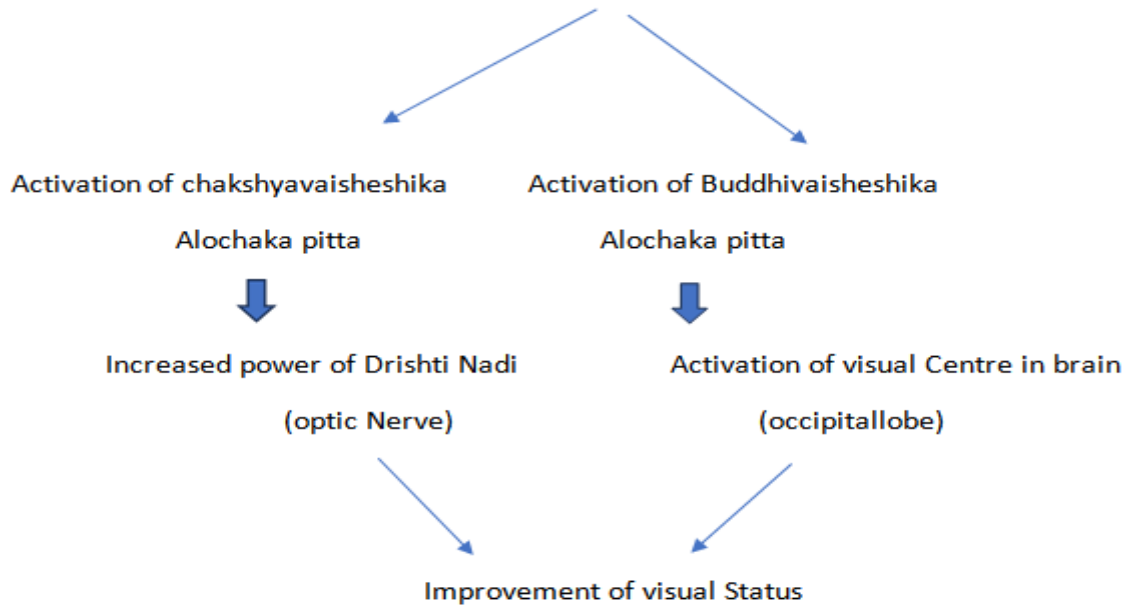 Activation of chakshyavaisheshika
Alochaka pitta
Activation of Buddhivaisheshika
Alochaka pitta
Increased power of Drishti Nadi
(optic Nerve)
Activation of visual Centre in brain
(occipitallobe)
Improvement of visual Status